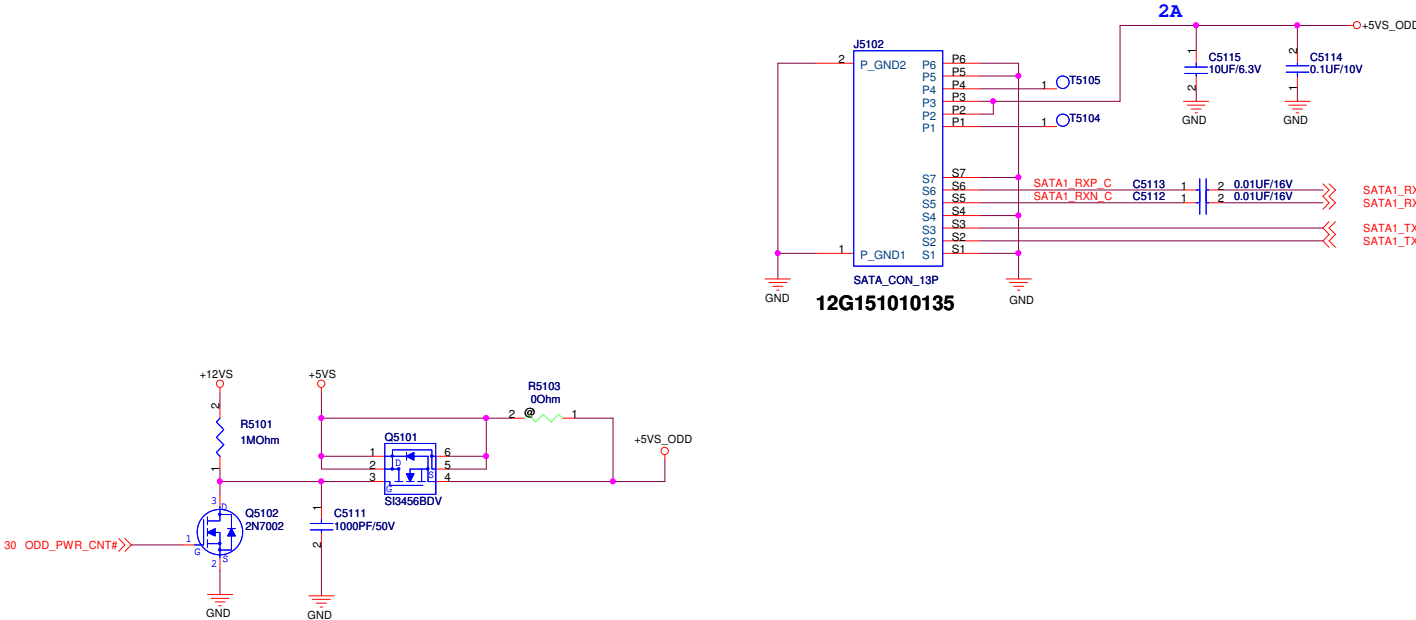 2A
+5VS_ODD
J5102
2 P_GND2
P6 P6
P5 P5
P4 P4 1 T5105
P3 P3
P2 P2
P1 P1 1 T5104
1 C5115
10UF/6.3V
2
GND
2 C5114
0.1UF/10V
1
GND
S7 S7
S6 S6 SATA1_RXP_C C5113 1 2 0.01UF/16V SATA1_RX
S5 S5 SATA1_RXN_C C5112 1 2 0.01UF/16V SATA1_RX
S4 S4
S3 S3 SATA1_TX
S2 S2 SATA1_TX
1 P_GND1 S1 S1
SATA_CON_13P
GND
12G151010135
GND
+12VS
2
R5101
1MOhm
1
+5VS
R5103
0Ohm
2 @ 1
Q5101
1 6
2 D 5
3 S 4
G
SI3456BDV
+5VS_ODD
3 D
Q5102
2N7002
1
G
2 S
30 ODD_PWR_CNT#
GND
1
C5111
1000PF/50V
2
GND